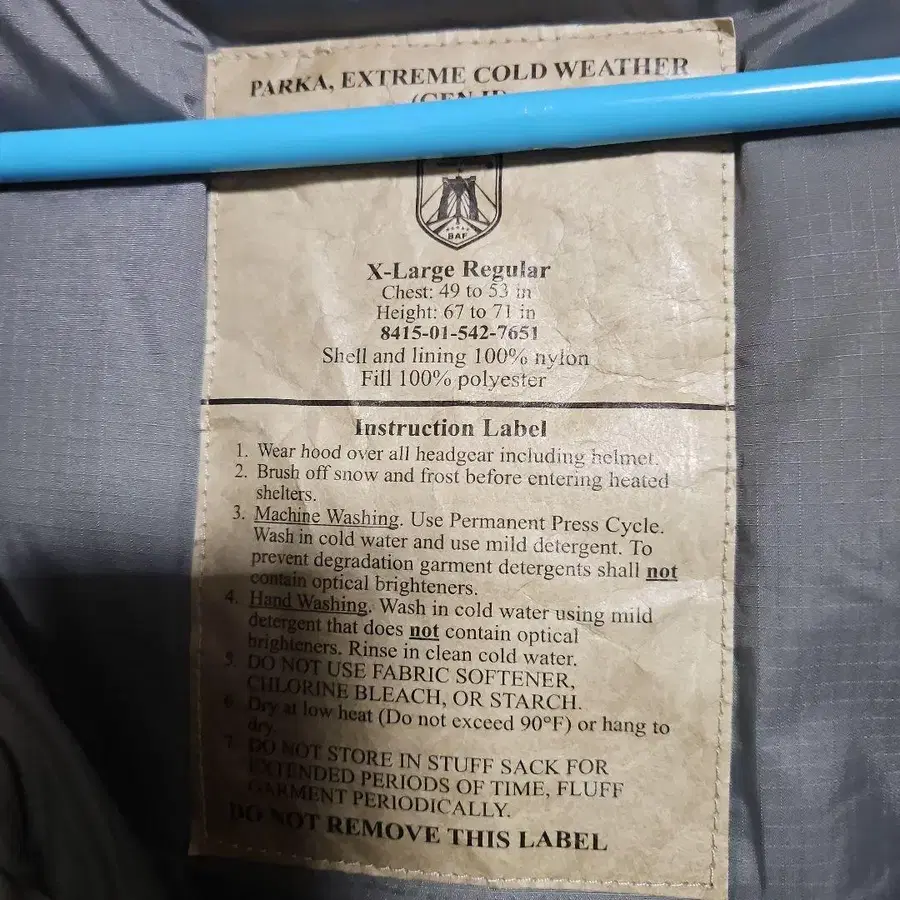 PARKA, EXTREME COLD WEATHER
BAF
X-Large Regular
Chest: 49 to 53 in
Height: 67 to 71 in
8415-01-542-7651
Shell and lining 100% nylon
Fill 100% polyester
Instruction Label
1. Wear hood over all headgear including helmet.
2. Brush off snow and frost before entering heated
shelters.
3. Machine Washing. Use Permanent Press Cycle.
Wash in cold water and use mild detergent. To
prevent degradation garment detergents shall not
contain optical brighteners.
4. Hand Washing. Wash in cold water using mild
detergent that does not contain optical
brighteners. Rinse in clean cold water.
5. DO NOT USE FABRIC SOFTENER,
CHLORINE BLEACH, OR STARCH.
6. Dry at low heat (Do not exceed 90°F) or hang to
dry.
7. DO NOT STORE IN STUFF SACK FOR
EXTENDED PERIODS OF TIME, FLUFF
GARMENT PERIODICALLY.
DO NOT REMOVE THIS LABEL